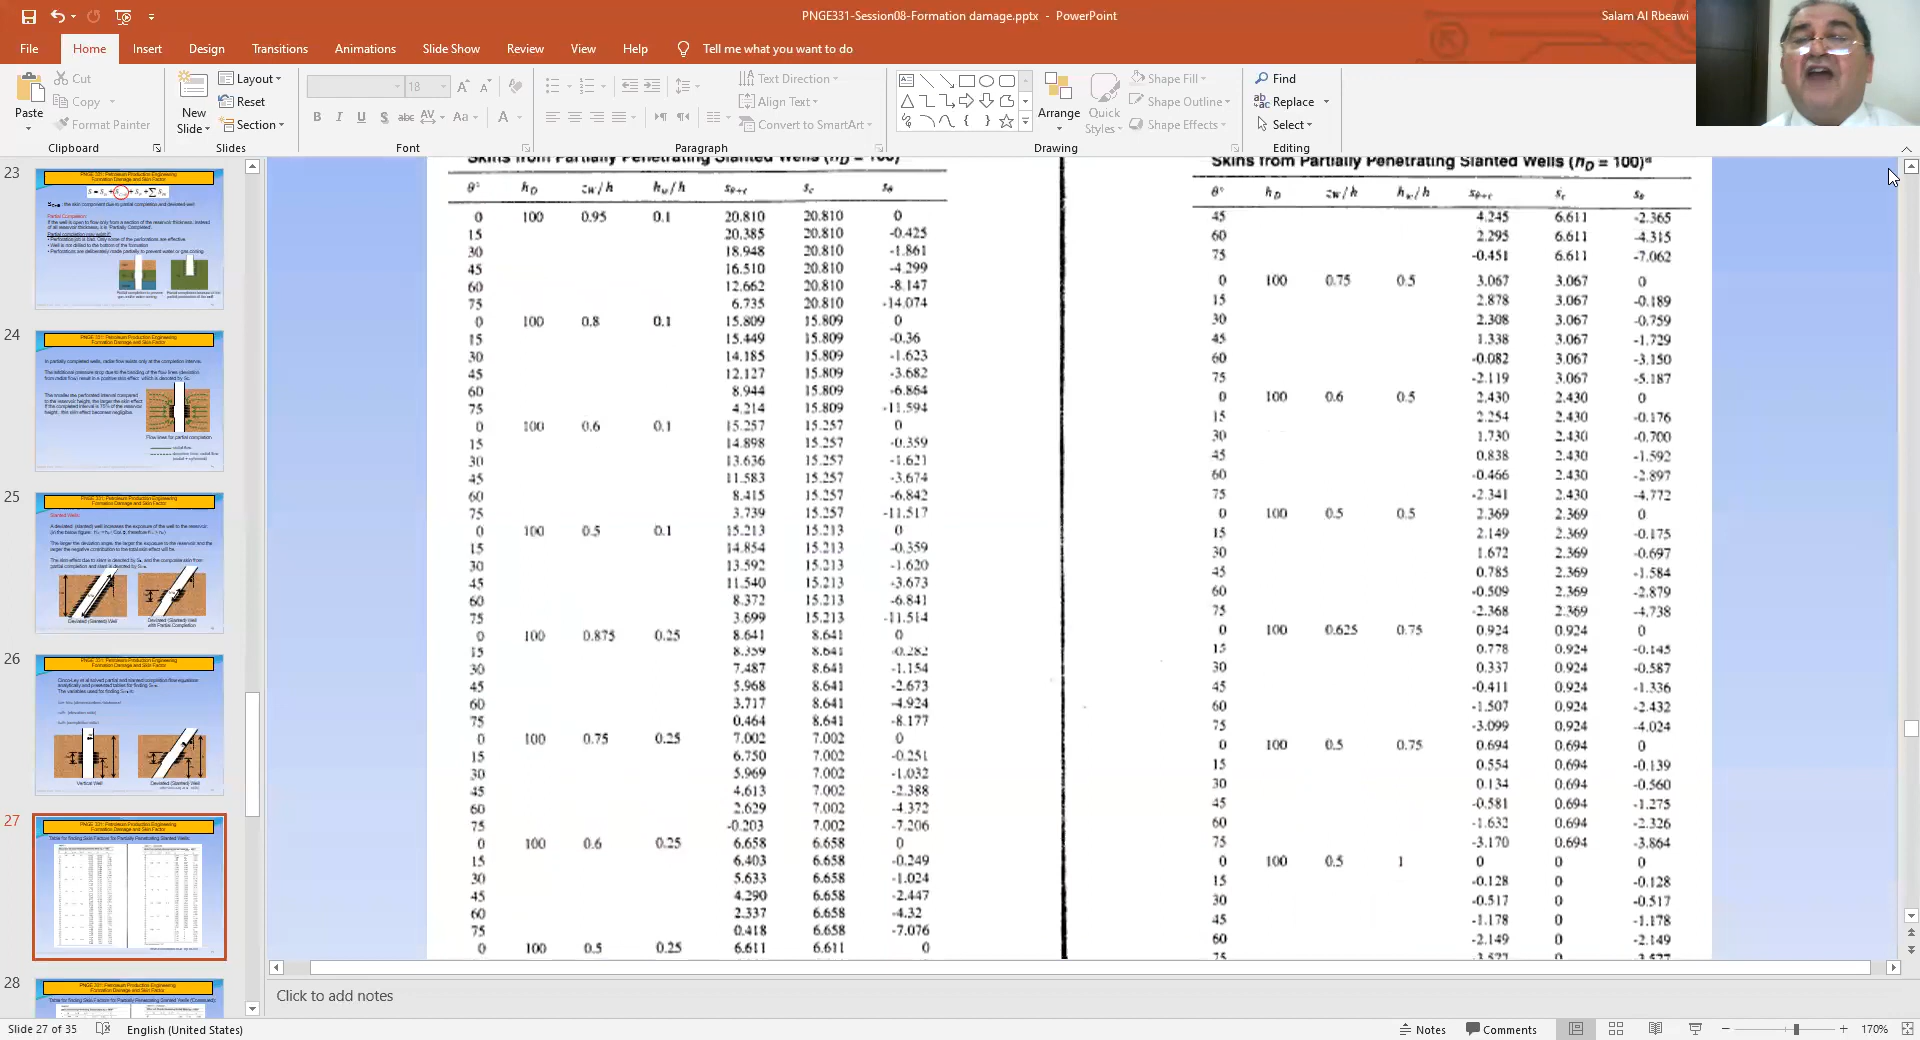 PNGE331-Session08-Formation damage.pptx - PowerPoint
Salam Al Rbeawi
File Home Insert Design Transitions Animations Slide Show Review View Help Tell me what you want to do
Paste
Cut
Copy
Format Painter
Clipboard
New Slide
Layout
Reset
Section
Slides
18
B I U S abc AV Aa A
Font
Text Direction
Align Text
Convert to SmartArt
Paragraph
Arrange
Quick Styles
Shape Fill
Shape Outline
Shape Effects
Drawing
Find
Replace
Select
Editing
23
24
25
26
27
28
PNGE 331: Petroleum Production Engineering
Formation Damage and Skin Factor
Skins from Partially Penetrating Slanted Wells (hD = 100)
θ° hD zw/h hw/h sθ+c sc sθ
0 100 0.95 0.1 20.810 20.810 0
15 20.385 20.810 -0.425
30 18.948 20.810 -1.861
45 16.510 20.810 -4.299
60 12.662 20.810 -8.147
75 6.735 20.810 -14.074
0 100 0.8 0.1 15.809 15.809 0
15 15.449 15.809 -0.36
30 14.185 15.809 -1.623
45 12.127 15.809 -3.682
60 8.944 15.809 -6.864
75 4.214 15.809 -11.594
0 100 0.6 0.1 15.257 15.257 0
15 14.898 15.257 -0.359
30 13.636 15.257 -1.621
45 11.583 15.257 -3.674
60 8.415 15.257 -6.842
75 3.739 15.257 -11.517
0 100 0.5 0.1 15.213 15.213 0
15 14.854 15.213 -0.359
30 13.592 15.213 -1.620
45 11.540 15.213 -3.673
60 8.372 15.213 -6.841
75 3.699 15.213 -11.514
0 100 0.875 0.25 8.641 8.641 0
15 8.359 8.641 -0.282
30 7.487 8.641 -1.154
45 5.968 8.641 -2.673
60 3.717 8.641 -4.924
75 0.464 8.641 -8.177
0 100 0.75 0.25 7.002 7.002 0
15 6.750 7.002 -0.251
30 5.969 7.002 -1.032
45 4.613 7.002 -2.388
60 2.629 7.002 -4.372
75 -0.203 7.002 -7.206
0 100 0.6 0.25 6.658 6.658 0
15 6.403 6.658 -0.249
30 5.633 6.658 -1.024
45 4.290 6.658 -2.447
60 2.337 6.658 -4.32
75 0.418 6.658 -7.076
0 100 0.5 0.25 6.611 6.611 0
Skins from Partially Penetrating Slanted Wells (hD = 100)a
θ° hD zw/h hw/h sθ+c sc sθ
45 4.245 6.611 -2.365
60 2.295 6.611 -4.315
75 -0.451 6.611 -7.062
0 100 0.75 0.5 3.067 3.067 0
15 2.878 3.067 -0.189
30 2.308 3.067 -0.759
45 1.338 3.067 -1.729
60 -0.082 3.067 -3.150
75 -2.119 3.067 -5.187
0 100 0.6 0.5 2.430 2.430 0
15 2.254 2.430 -0.176
30 1.730 2.430 -0.700
45 0.838 2.430 -1.592
60 -0.466 2.430 -2.897
75 -2.341 2.430 -4.772
0 100 0.5 0.5 2.369 2.369 0
15 2.149 2.369 -0.175
30 1.672 2.369 -0.697
45 0.785 2.369 -1.584
60 -0.509 2.369 -2.879
75 -2.368 2.369 -4.738
0 100 0.625 0.75 0.924 0.924 0
15 0.778 0.924 -0.145
30 0.337 0.924 -0.587
45 -0.411 0.924 -1.336
60 -1.507 0.924 -2.432
75 -3.099 0.924 -4.024
0 100 0.5 0.75 0.694 0.694 0
15 0.554 0.694 -0.139
30 0.134 0.694 -0.560
45 -0.581 0.694 -1.275
60 -1.632 0.694 -2.326
75 -3.170 0.694 -3.864
0 100 0.5 1 0 0 0
15 -0.128 0 -0.128
30 -0.517 0 -0.517
45 -1.178 0 -1.178
60 -2.149 0 -2.149
75 -3.577 0 -3.577
Click to add notes
Slide 27 of 35 English (United States) Notes Comments 170%